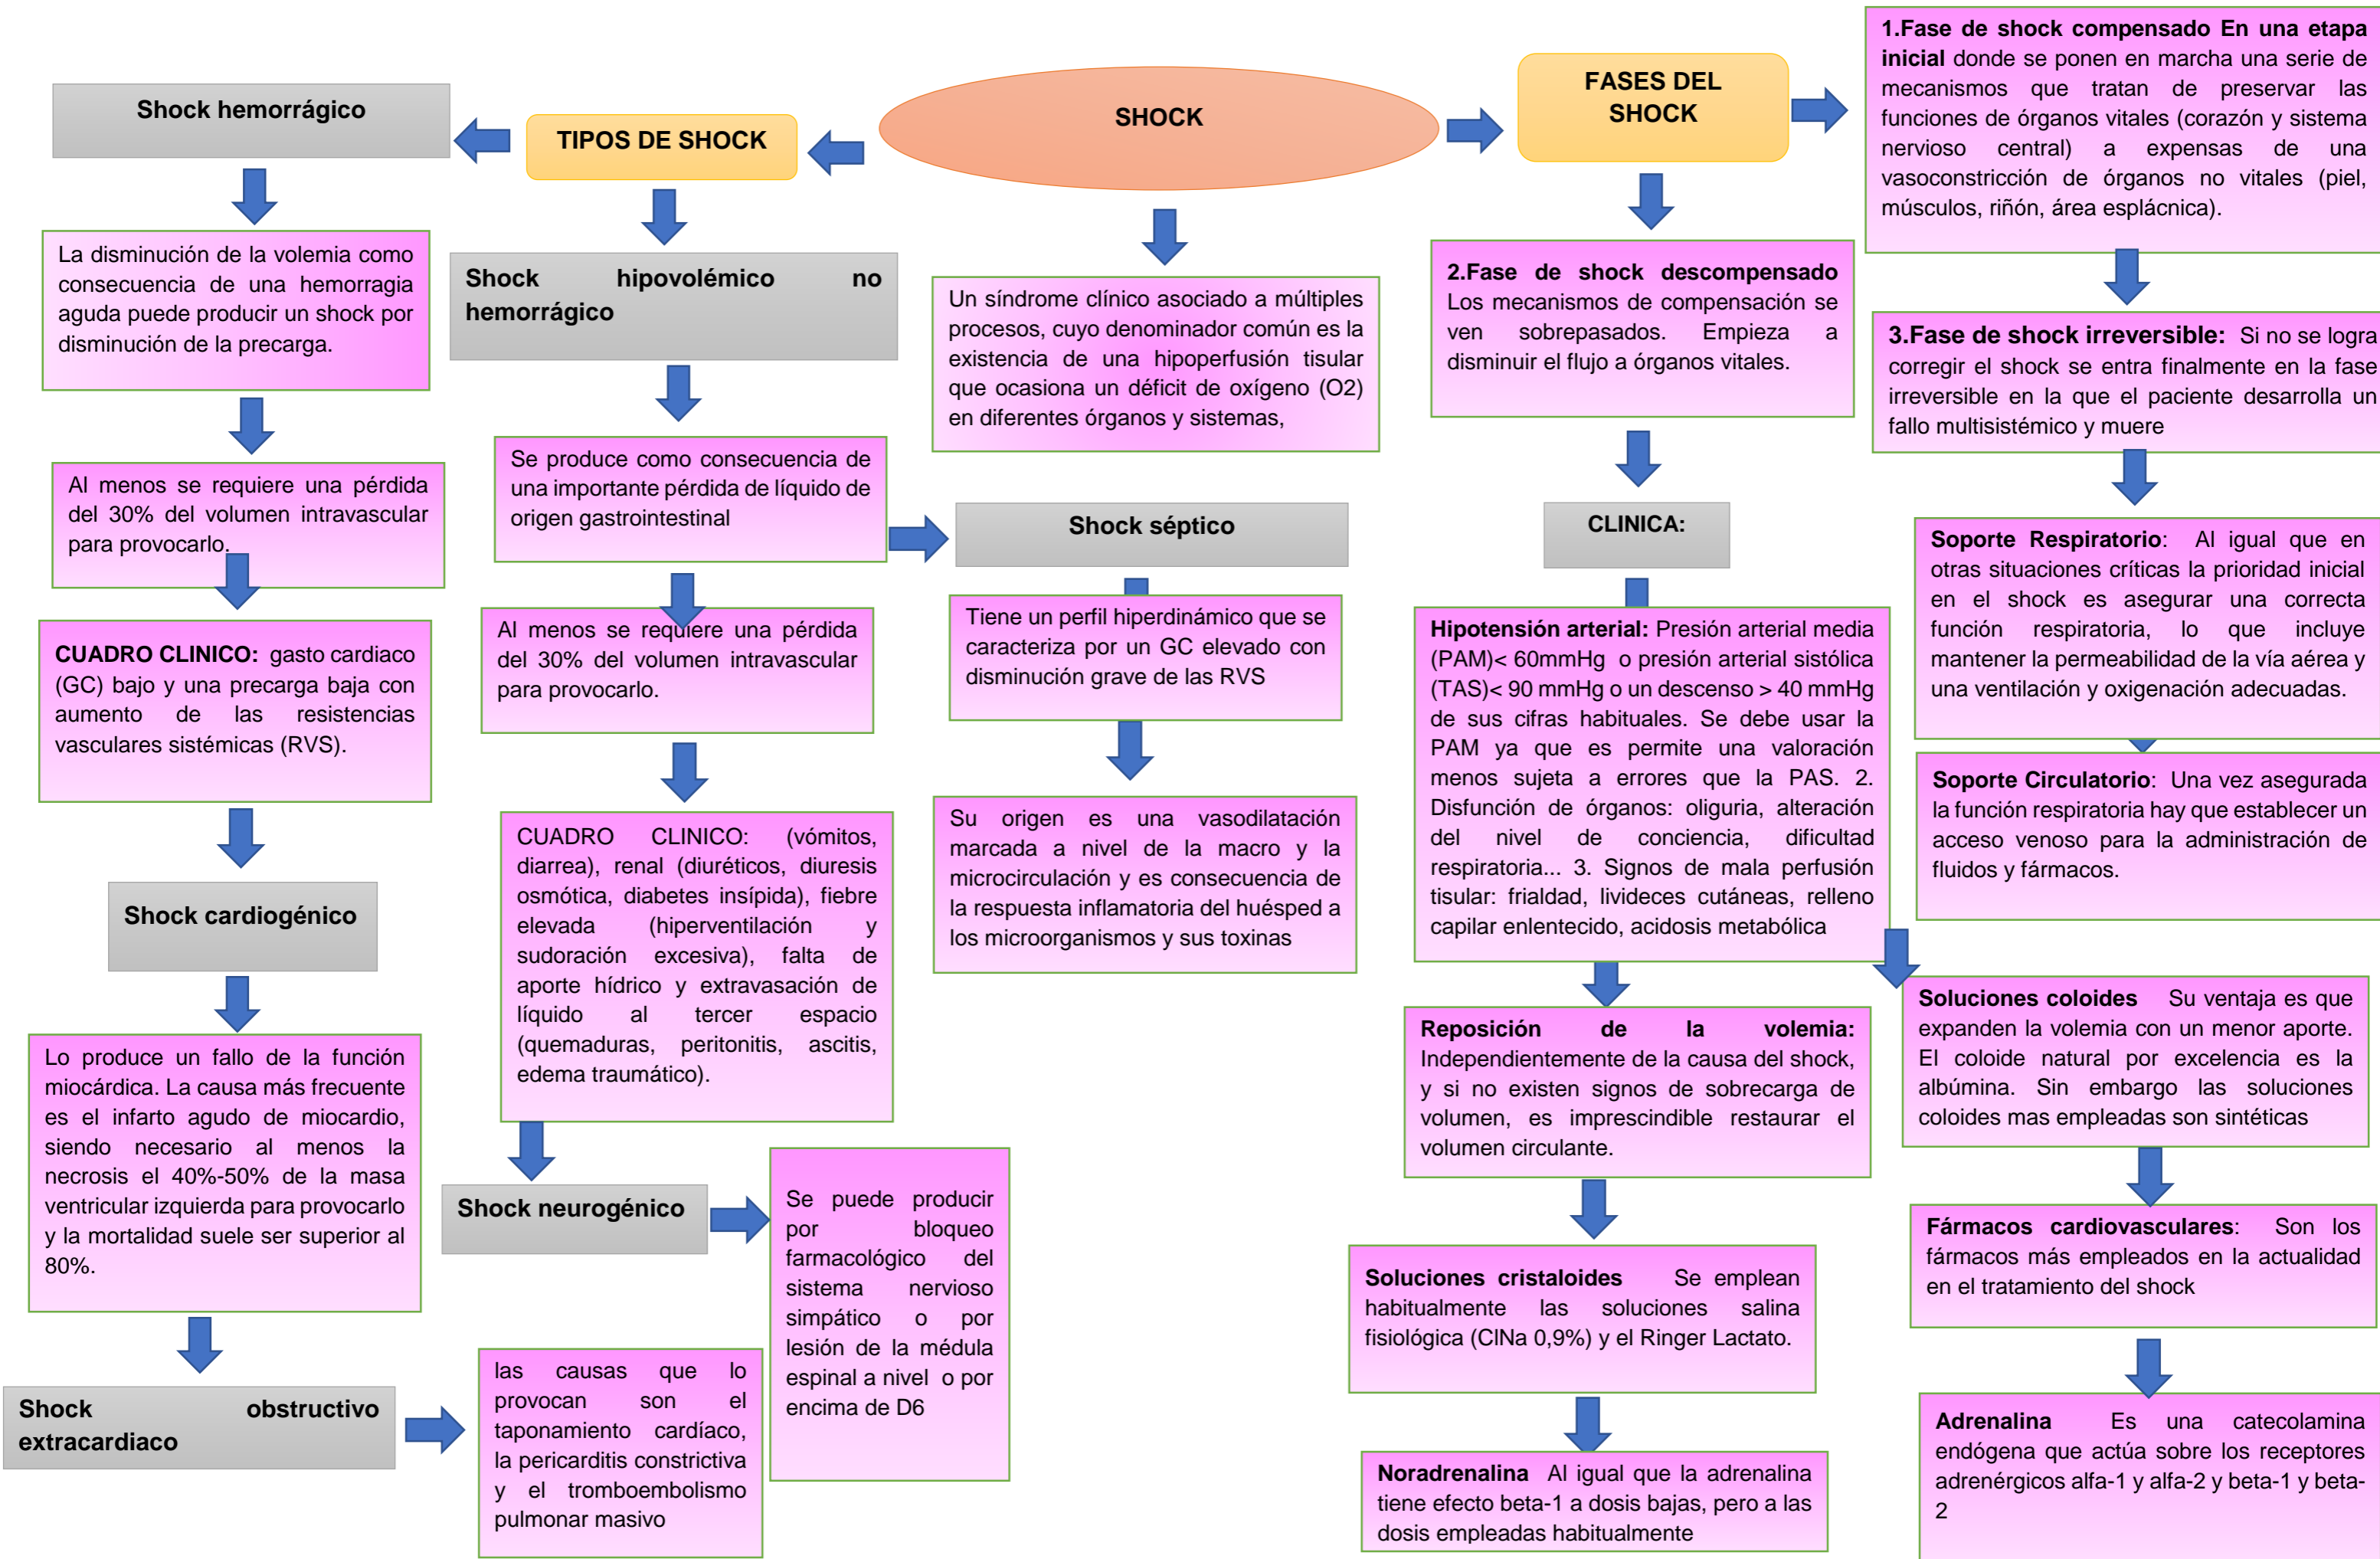 SHOCK
TIPOS DE SHOCK
Shock hemorrágico
La disminución de la volemia como
consecuencia de una hemorragia
aguda puede producir un shock por
disminución de la precarga.
Al menos se requiere una pérdida
del 30% del volumen intravascular
para provocarlo.
CUADRO CLINICO: gasto cardiaco
(GC) bajo y una precarga baja con
aumento de las resistencias
vasculares sistémicas (RVS).
Shock cardiogénico
Lo produce un fallo de la función
miocárdica. La causa más frecuente
es el infarto agudo de miocardio,
siendo necesario al menos la
necrosis el 40%-50% de la masa
ventricular izquierda para provocarlo
y la mortalidad suele ser superior al
80%.
Shock obstructivo
extracardiaco
las causas que lo
provocan son el
taponamiento cardíaco,
la pericarditis constrictiva
y el tromboembolismo
pulmonar masivo
Shock hipovolémico no
hemorrágico
Se produce como consecuencia de
una importante pérdida de líquido de
origen gastrointestinal
Al menos se requiere una pérdida
del 30% del volumen intravascular
para provocarlo.
CUADRO CLINICO: (vómitos,
diarrea), renal (diuréticos, diuresis
osmótica, diabetes insípida), fiebre
elevada (hiperventilación y
sudoración excesiva), falta de
aporte hídrico y extravasación de
líquido al tercer espacio
(quemaduras, peritonitis, ascitis,
edema traumático).
Shock neurogénico
Se puede producir
por bloqueo
farmacológico del
sistema nervioso
simpático o por
lesión de la médula
espinal a nivel o por
encima de D6
Un síndrome clínico asociado a múltiples
procesos, cuyo denominador común es la
existencia de una hipoperfusión tisular
que ocasiona un déficit de oxígeno (O2)
en diferentes órganos y sistemas,
Shock séptico
Tiene un perfil hiperdinámico que se
caracteriza por un GC elevado con
disminución grave de las RVS
Su origen es una vasodilatación
marcada a nivel de la macro y la
microcirculación y es consecuencia de
la respuesta inflamatoria del huésped a
los microorganismos y sus toxinas
FASES DEL
SHOCK
1.Fase de shock compensado En una etapa
inicial donde se ponen en marcha una serie de
mecanismos que tratan de preservar las
funciones de órganos vitales (corazón y sistema
nervioso central) a expensas de una
vasoconstricción de órganos no vitales (piel,
músculos, riñón, área esplácnica).
2.Fase de shock descompensado
Los mecanismos de compensación se
ven sobrepasados. Empieza a
disminuir el flujo a órganos vitales.
3.Fase de shock irreversible: Si no se logra
corregir el shock se entra finalmente en la fase
irreversible en la que el paciente desarrolla un
fallo multisistémico y muere
CLINICA:
Hipotensión arterial: Presión arterial media
(PAM)< 60mmHg o presión arterial sistólica
(TAS)< 90 mmHg o un descenso > 40 mmHg
de sus cifras habituales. Se debe usar la
PAM ya que es permite una valoración
menos sujeta a errores que la PAS. 2.
Disfunción de órganos: oliguria, alteración
del nivel de conciencia, dificultad
respiratoria... 3. Signos de mala perfusión
tisular: frialdad, livideces cutáneas, relleno
capilar enlentecido, acidosis metabólica
Soporte Respiratorio: Al igual que en
otras situaciones críticas la prioridad inicial
en el shock es asegurar una correcta
función respiratoria, lo que incluye
mantener la permeabilidad de la vía aérea y
una ventilación y oxigenación adecuadas.
Soporte Circulatorio: Una vez asegurada
la función respiratoria hay que establecer un
acceso venoso para la administración de
fluidos y fármacos.
Reposición de la volemia:
Independientemente de la causa del shock,
y si no existen signos de sobrecarga de
volumen, es imprescindible restaurar el
volumen circulante.
Soluciones coloides Su ventaja es que
expanden la volemia con un menor aporte.
El coloide natural por excelencia es la
albúmina. Sin embargo las soluciones
coloides mas empleadas son sintéticas
Soluciones cristaloides Se emplean
habitualmente las soluciones salina
fisiológica (ClNa 0,9%) y el Ringer Lactato.
Fármacos cardiovasculares: Son los
fármacos más empleados en la actualidad
en el tratamiento del shock
Noradrenalina Al igual que la adrenalina
tiene efecto beta-1 a dosis bajas, pero a las
dosis empleadas habitualmente
Adrenalina Es una catecolamina
endógena que actúa sobre los receptores
adrenérgicos alfa-1 y alfa-2 y beta-1 y beta-
2